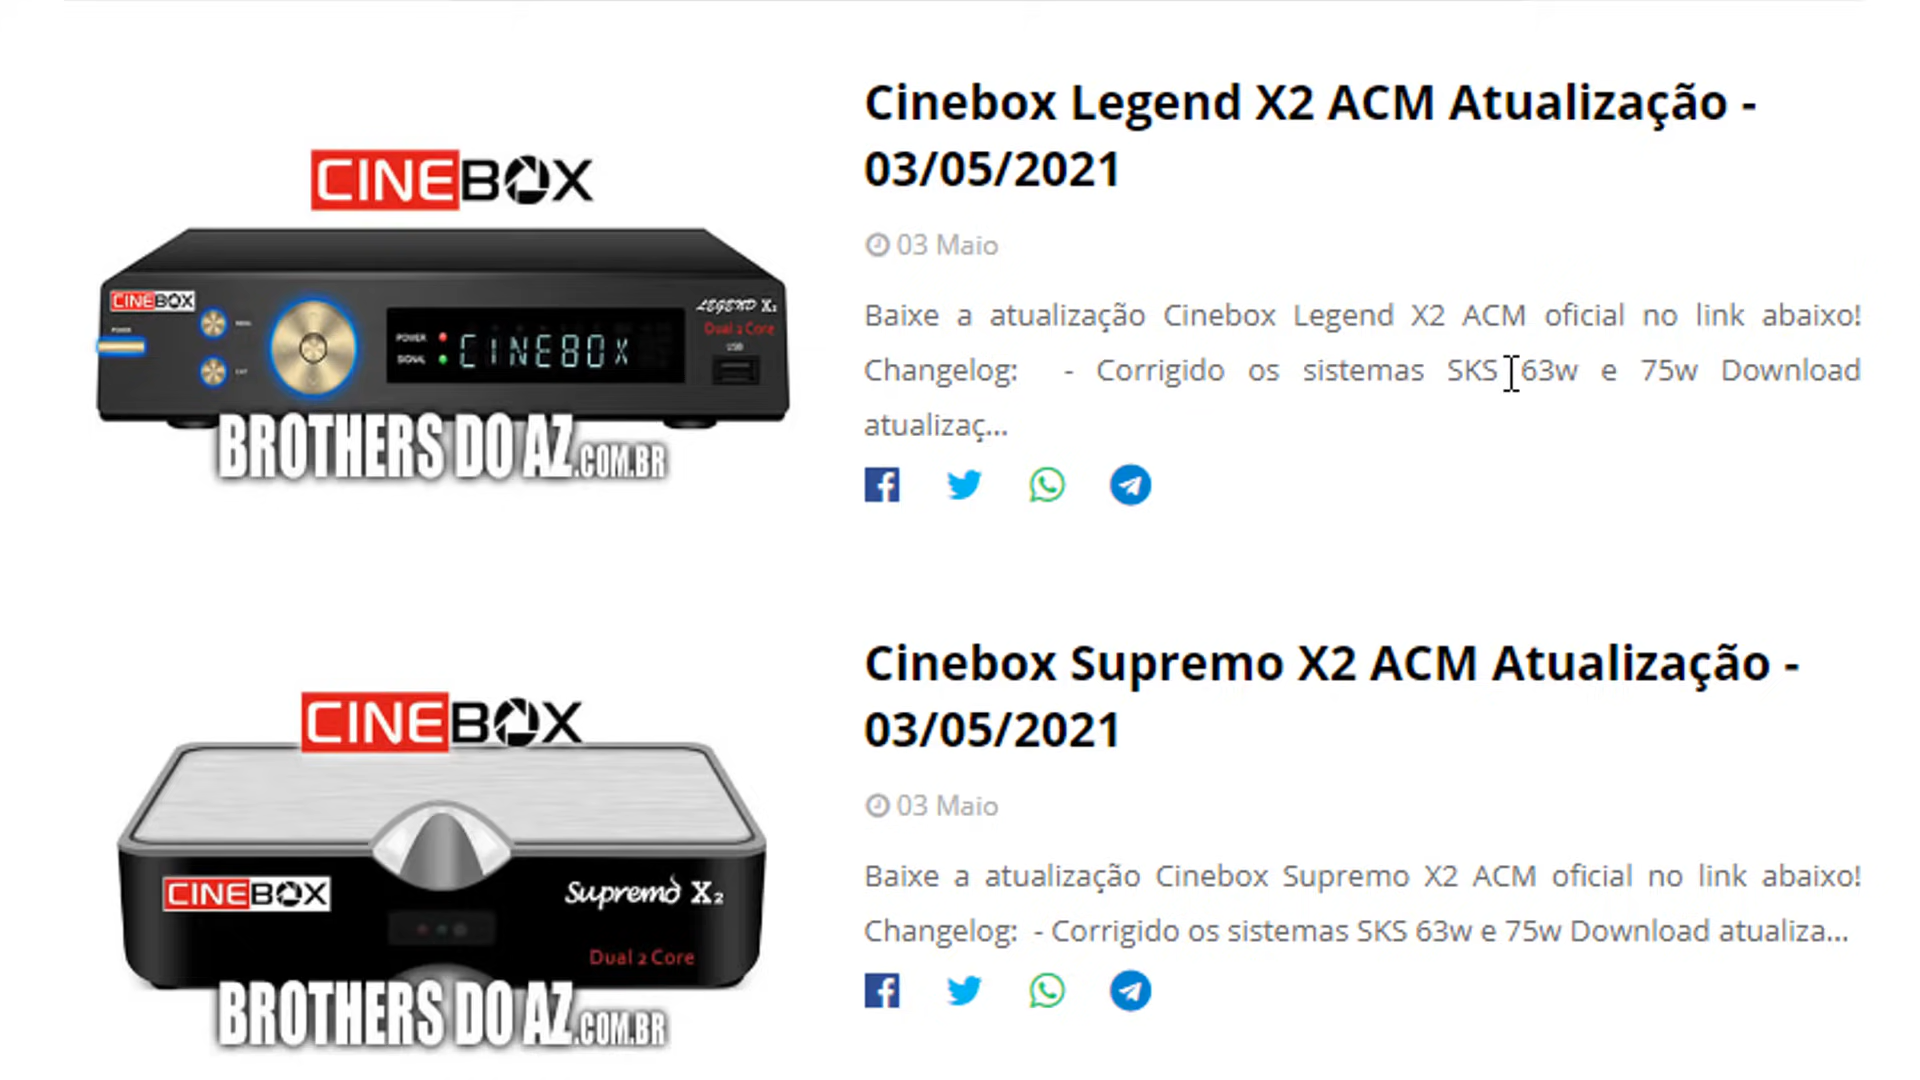 CINEBOX
CINEBOX
POWER
SIGNAL
CINEBOX
LEGEND X2
Dual 2 Core
USB
BROTHERS DO AZ.COM.BR
Cinebox Legend X2 ACM Atualização -
03/05/2021
03 Maio
Baixe a atualização Cinebox Legend X2 ACM oficial no link abaixo!
Changelog: - Corrigido os sistemas SKS 63w e 75w Download
atualizaç...
CINEBOX
CINEBOX
Supremo X2
Dual 2 Core
BROTHERS DO AZ.COM.BR
Cinebox Supremo X2 ACM Atualização -
03/05/2021
03 Maio
Baixe a atualização Cinebox Supremo X2 ACM oficial no link abaixo!
Changelog: - Corrigido os sistemas SKS 63w e 75w Download atualiza...